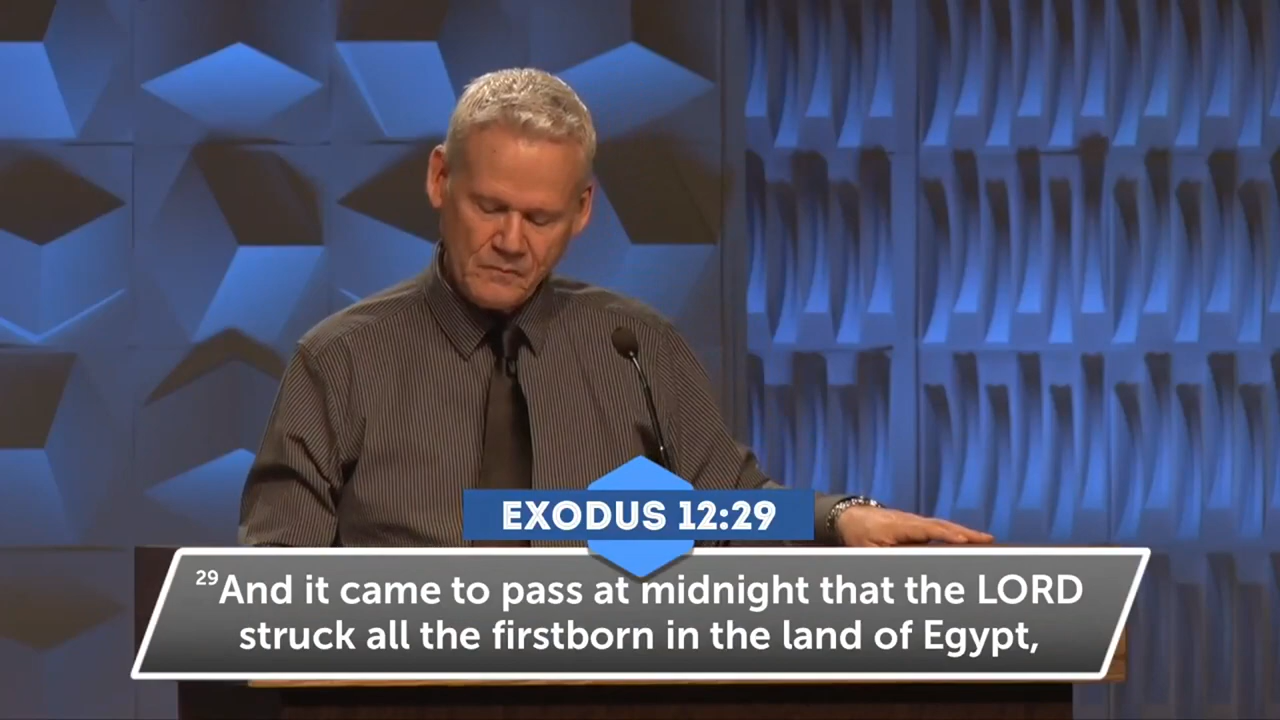 EXODUS 12:29
29And it came to pass at midnight that the LORD
struck all the firstborn in the land of Egypt,